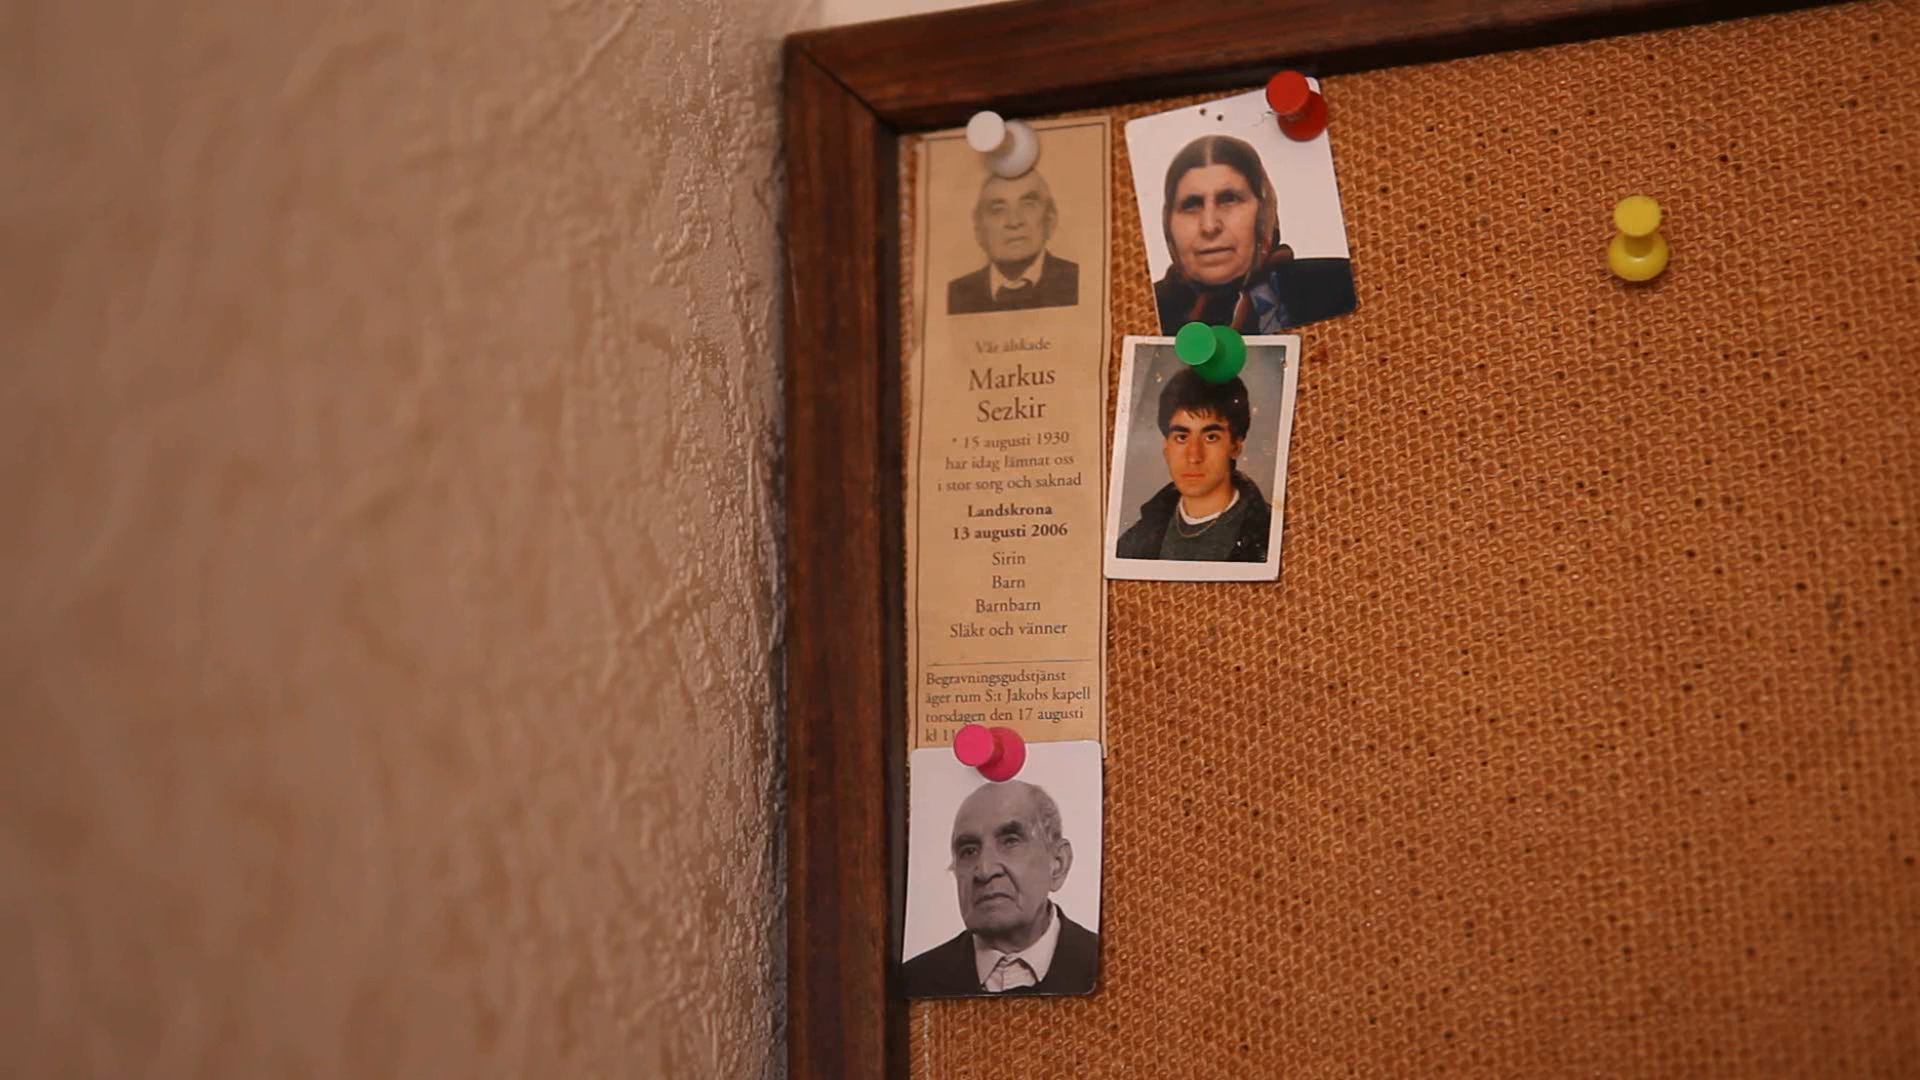 Vår älskade
Markus
Sezkir
* 15 augusti 1930
har idag lämnat oss
i stor sorg och saknad
Landskrona
13 augusti 2006
Sirin
Barn
Barnbarn
Släkt och vänner
Begravningsgudstjänst
äger rum S:t Jakobs kapell
torsdagen den 17 augusti
kl 11